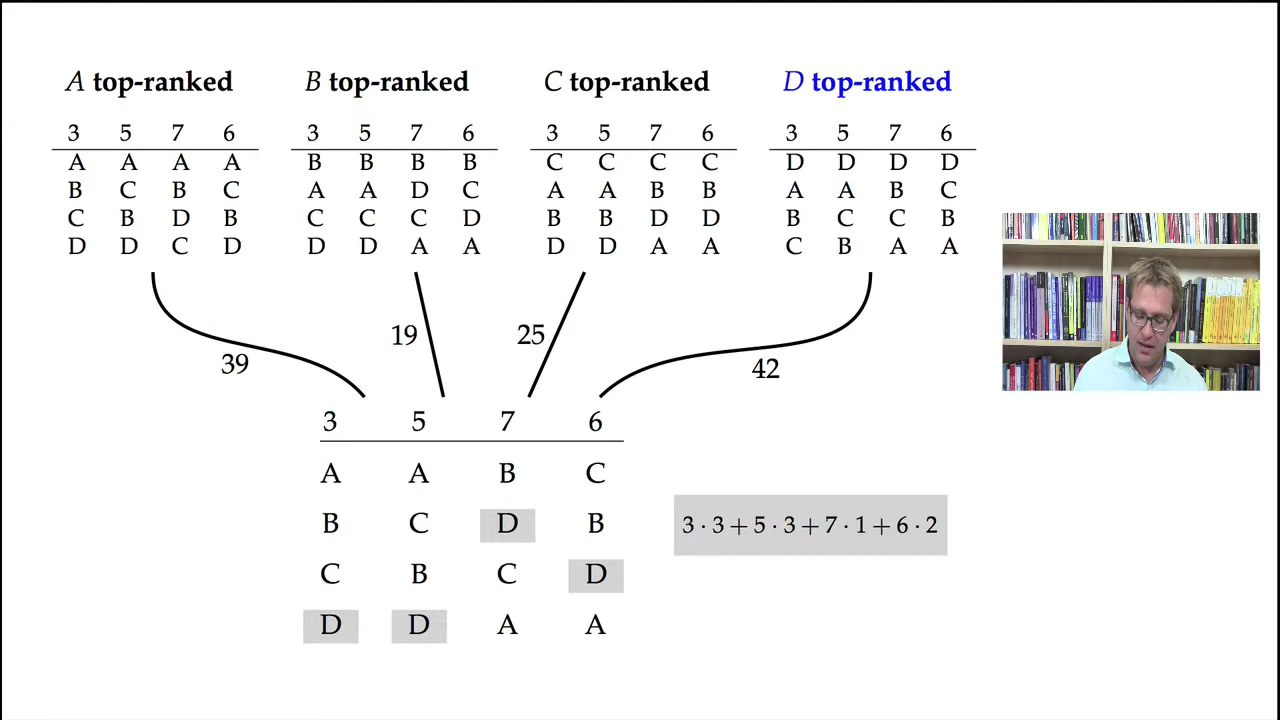 A top-ranked B top-ranked C top-ranked D top-ranked
3 5 7 6 3 5 7 6 3 5 7 6 3 5 7 6
A A A A B B B B C C C C D D D D
B C B C A A D C A A B B A A B C
C B D B C C C D B B D D B C C B
D D C D D D A A D D A A C B A A
39 19 25 42
3 5 7 6
A A B C
B C D B
3 · 3 + 5 · 3 + 7 · 1 + 6 · 2
C B C D
D D A A